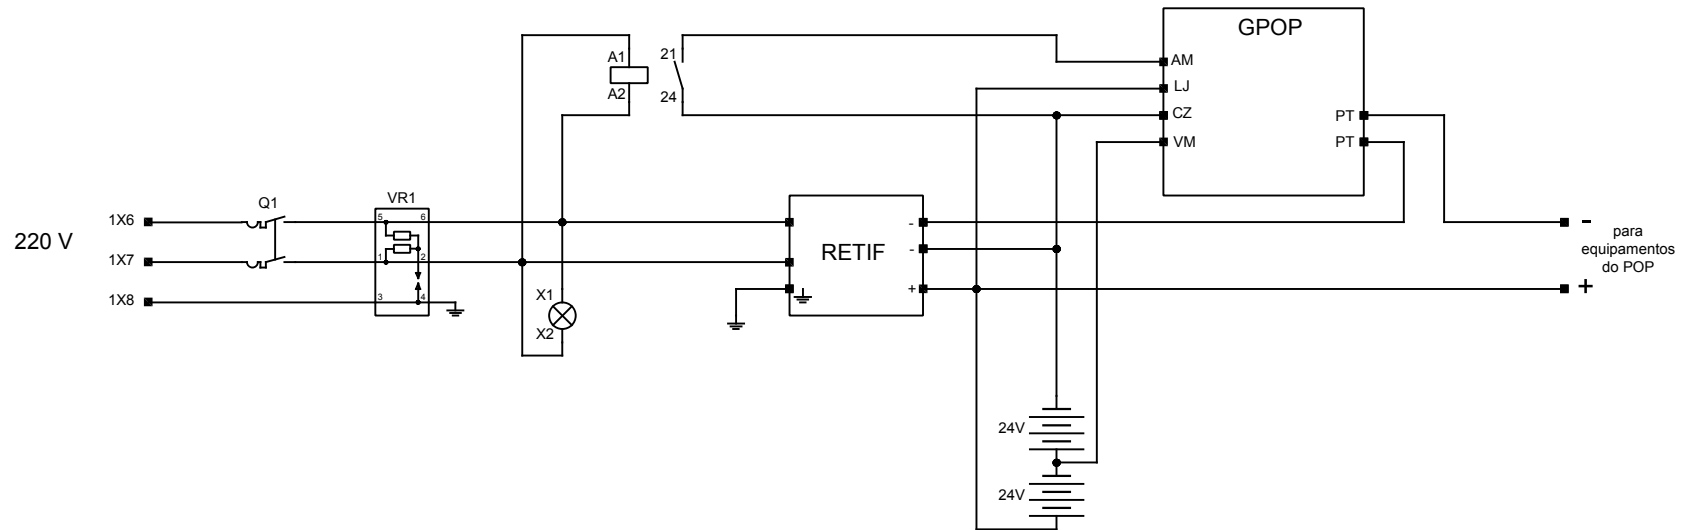 GPOP
A1
21
AM
A2
24
LJ
CZ
PT
VM
PT
Q1
VR1
1X6
5
6
-
-
220 V
RETIF
-
para
1X7
1
2
equipamentos
do POP
1X8
3
4
X1
+
+
X2
24V
24V